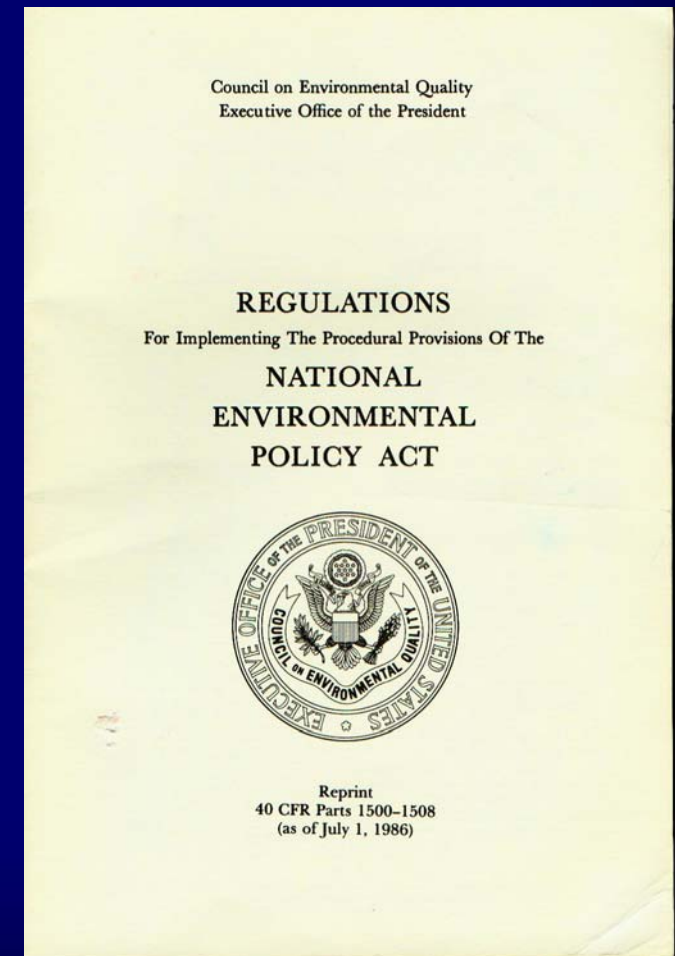 Council on Environmental Quality
Executive Office of the President
REGULATIONS
For Implementing The Procedural Provisions Of The
NATIONAL
ENVIRONMENTAL
POLICY ACT
EXECUTIVE OFFICE OF THE PRESIDENT OF THE UNITED STATES
COUNCIL ON ENVIRONMENTAL QUALITY
Reprint
40 CFR Parts 1500–1508
(as of July 1, 1986)